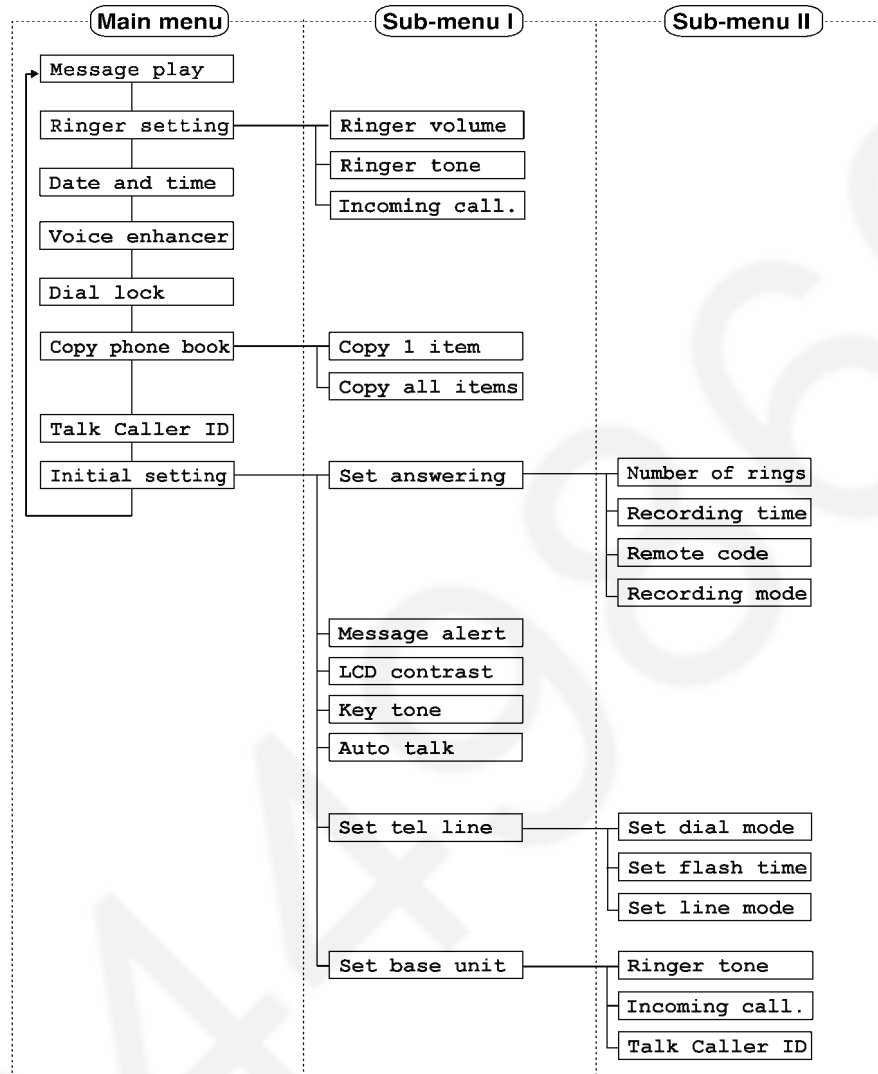 Main menu
Sub-menu I
Sub-menu II
Message play
Ringer setting
Ringer volume
Ringer tone
Date and time
Incoming call.
Voice enhancer
Dial lock
Copy phone book
Copy 1 item
Copy all items
Talk Caller ID
Initial setting
Set answering
Number of rings
Recording time
Remote code
Recording mode
Message alert
LCD contrast
Key tone
Auto talk
Set tel line
Set dial mode
Set flash time
Set line mode
Set base unit
Ringer tone
Incoming call.
Talk Caller ID